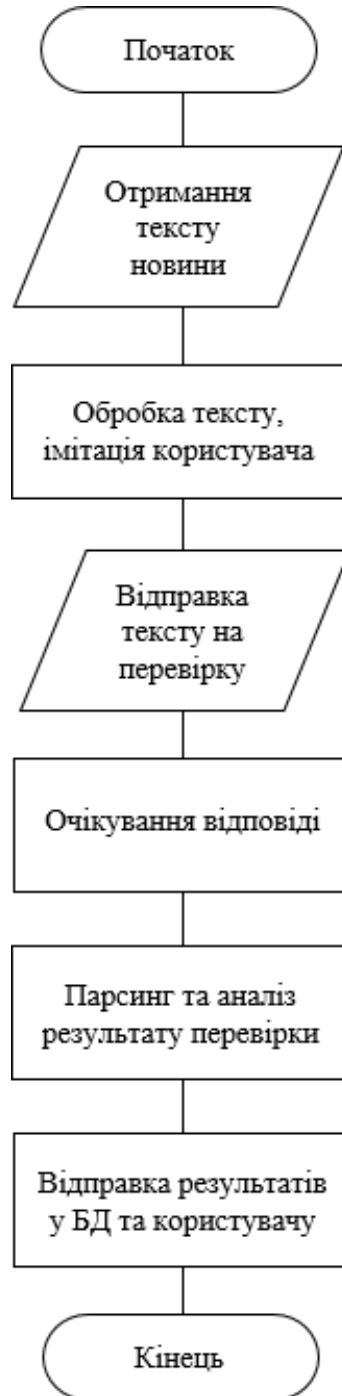 Початок
Отримання
тексту
новини
Обробка тексту,
імітація користувача
Відправка
тексту на
перевірку
Очікування відповіді
Парсинг та аналіз
результату перевірки
Відправка результатів
у БД та користувачу
Кінець